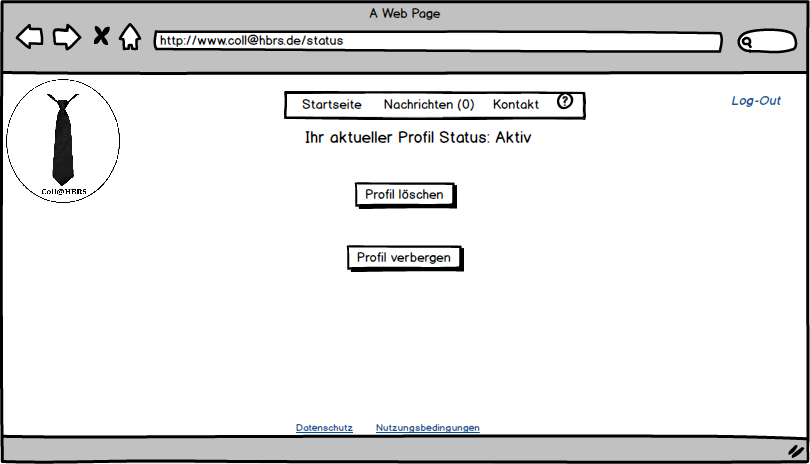 A Web Page
http://www.coll@hbrs.de/status
Startseite Nachrichten (0) Kontakt ?
Log-Out
Ihr aktueller Profil Status: Aktiv
Coll@HBRS
Profil löschen
Profil verbergen
Datenschutz Nutzungsbedingungen